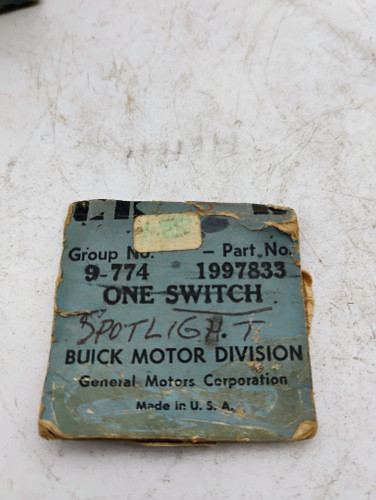 Group No. — Part No.
9-774 1997833
ONE SWITCH
SPOTLIGHT
BUICK MOTOR DIVISION
General Motors Corporation
Made in U. S. A.